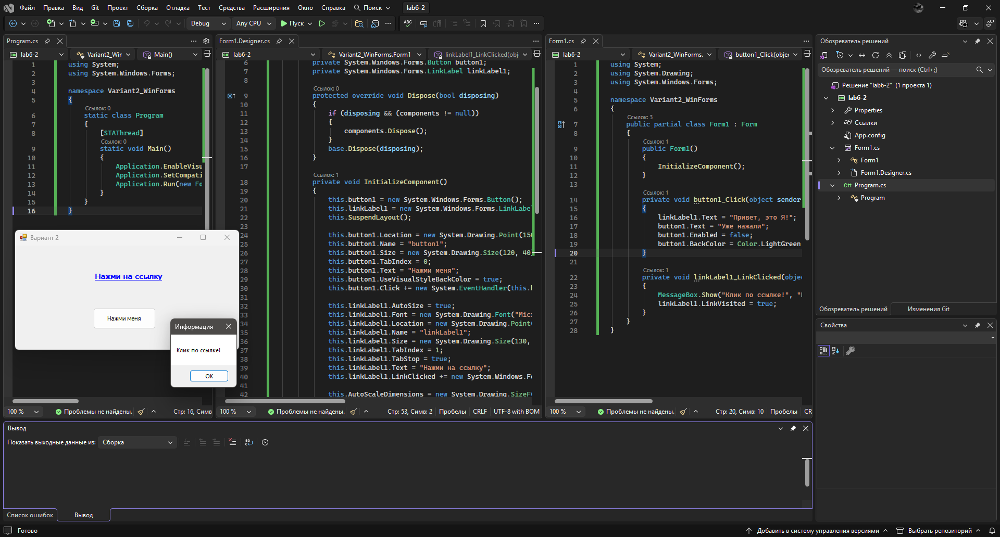 Файл Правка Вид Git Проект Сборка Отладка Тест Средства Расширения Окно Справка Поиск lab6-2
Debug Any CPU Пуск
Program.cs
lab6-2 Variant2_Wir Main()
1 using System;
2 using System.Windows.Forms;
3
4 namespace Variant2_WinForms
5 {
Ссылок: 0
6 static class Program
7 {
8 [STAThread]
Ссылок: 0
9 static void Main()
10 {
11 Application.EnableVisu
12 Application.SetCompati
13 Application.Run(new Fo
14 }
15 }
16 }
Вариант 2
Нажми на ссылку
Нажми меня
Информация
Клик по ссылке!
OK
100 % Проблемы не найдены. Стр: 16, Симв
Form1.Designer.cs
lab6-2 Variant2_WinForms.Form1 linkLabel1_LinkClicked(obj
6 private System.Windows.Forms.Button button1;
7 private System.Windows.Forms.LinkLabel linkLabel1;
8
Ссылок: 0
9 protected override void Dispose(bool disposing)
10 {
11 if (disposing && (components != null))
12 {
13 components.Dispose();
14 }
15 base.Dispose(disposing);
16 }
17
Ссылок: 1
18 private void InitializeComponent()
19 {
20 this.button1 = new System.Windows.Forms.Button();
21 this.linkLabel1 = new System.Windows.Forms.LinkLabe
22 this.SuspendLayout();
23
24 this.button1.Location = new System.Drawing.Point(150
25 this.button1.Name = "button1";
26 this.button1.Size = new System.Drawing.Size(120, 40)
27 this.button1.TabIndex = 0;
28 this.button1.Text = "Нажми меня";
29 this.button1.UseVisualStyleBackColor = true;
30 this.button1.Click += new System.EventHandler(this.b
31
32 this.linkLabel1.AutoSize = true;
33 this.linkLabel1.Font = new System.Drawing.Font("Mic
34 this.linkLabel1.Location = new System.Drawing.Point(
35 this.linkLabel1.Name = "linkLabel1";
36 this.linkLabel1.Size = new System.Drawing.Size(130,
37 this.linkLabel1.TabIndex = 1;
38 this.linkLabel1.TabStop = true;
39 this.linkLabel1.Text = "Нажми на ссылку";
40 this.linkLabel1.LinkClicked += new System.Windows.Fo
41
42 this.AutoScaleDimensions = new System.Drawing.SizeF(
100 % Проблемы не найдены. Стр: 53, Симв: 2 Пробелы CRLF UTF-8 with BOM
Form1.cs
lab6-2 Variant2_WinForms. button1_Click(objec
1 using System;
2 using System.Drawing;
3 using System.Windows.Forms;
4
5 namespace Variant2_WinForms
6 {
Ссылок: 3
7 public partial class Form1 : Form
8 {
Ссылок: 1
9 public Form1()
10 {
11 InitializeComponent();
12 }
13
Ссылок: 1
14 private void button1_Click(object sender
15 {
16 linkLabel1.Text = "Привет, это Я!";
17 button1.Text = "Уже нажали";
18 button1.Enabled = false;
19 button1.BackColor = Color.LightGreen
20 }
21
Ссылок: 1
22 private void linkLabel1_LinkClicked(obje
23 {
24 MessageBox.Show("Клик по ссылке!", "
25 linkLabel1.LinkVisited = true;
26 }
27 }
28 }
100 % Проблемы не найдены. Стр: 20, Симв: 10 Пробелы CR
Обозреватель решений
Обозреватель решений — поиск (Ctrl+;)
Решение "lab6-2" (1 проекта 1)
lab6-2
Properties
Ссылки
App.config
Form1.cs
Form1
Form1.Designer.cs
C# Program.cs
Program
Обозреватель решений Изменения Git
Свойства
Вывод
Показать выходные данные из: Сборка
Список ошибок Вывод
Готово Добавить в систему управления версиями Выбрать репозиторий